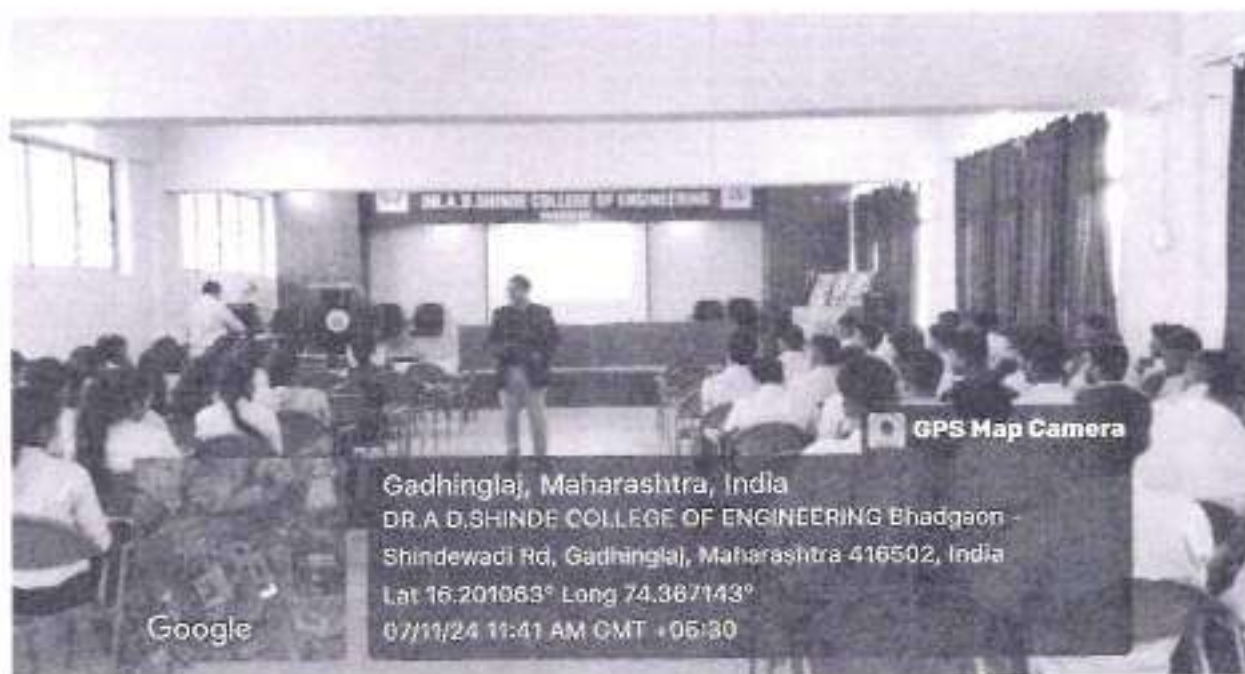 DR.A.D.SHINDE COLLEGE OF ENGINEERING
GPS Map Camera
Gadhinglaj, Maharashtra, India
DR.A D.SHINDE COLLEGE OF ENGINEERING Bhadgaon -
Shindewadi Rd, Gadhinglaj, Maharashtra 416502, India
Lat 16.201063° Long 74.367143°
07/11/24 11:41 AM GMT +05:30
Google